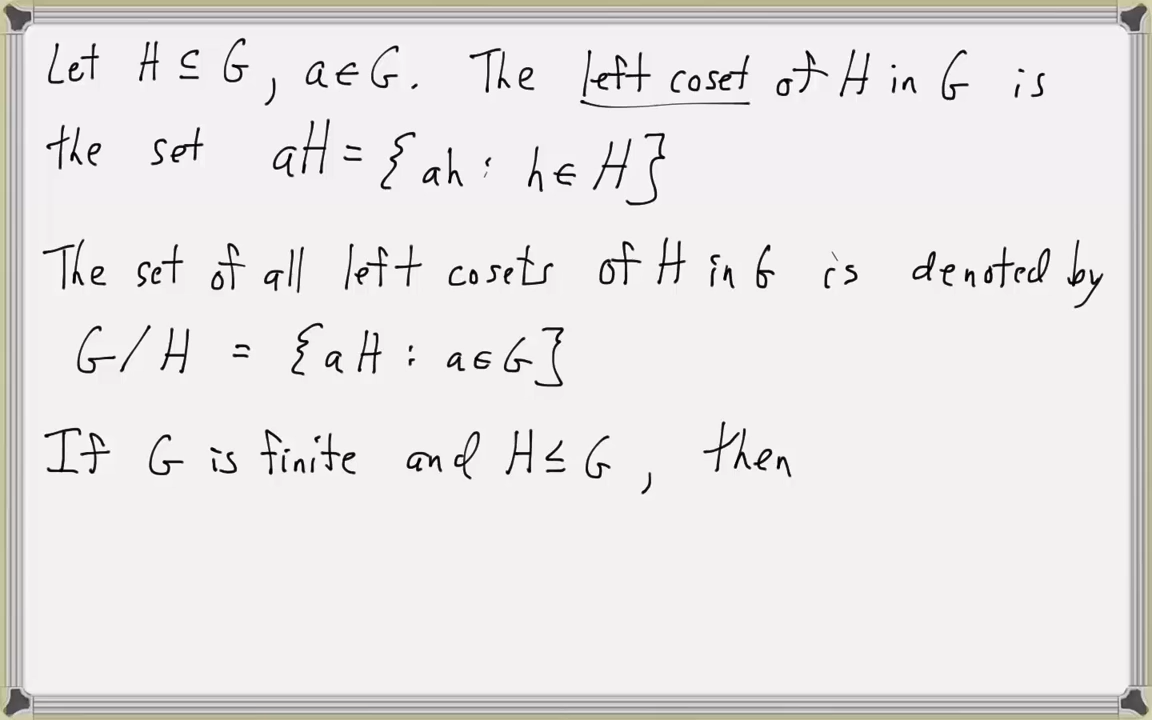 Let H ⊆ G, a ∈ G. The left coset of H in G is
the set aH = {ah : h ∈ H}
The set of all left cosets of H in G is denoted by
G/H = {aH : a ∈ G}
If G is finite and H ≤ G, then